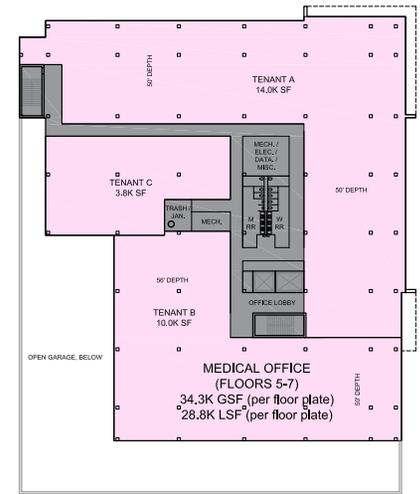 50' DEPTH
TENANT A
14.0K SF
MECH. /
ELEC. /
DATA. /
MISC.
TENANT C
3.8K SF
50' DEPTH
TRASH /
JAN.
MECH.
M
RR
W
RR
56' DEPTH
OFFICE LOBBY
TENANT B
10.0K SF
OPEN GARAGE, BELOW
MEDICAL OFFICE
(FLOORS 5-7)
34.3K GSF (per floor plate)
28.8K LSF (per floor plate)
50' DEPTH